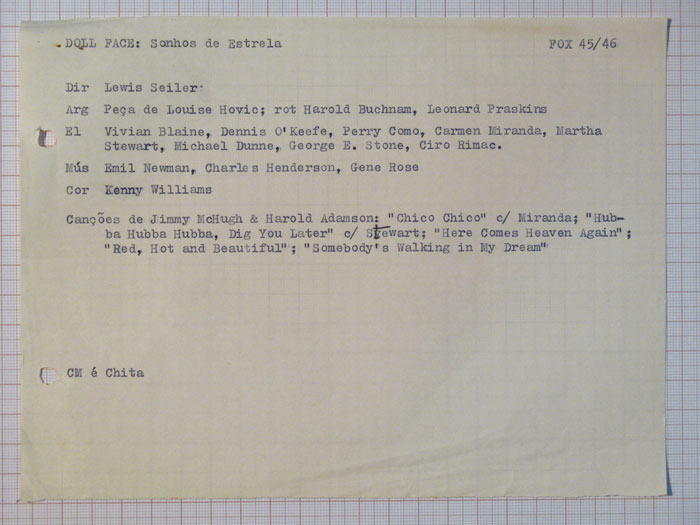 DOLL FACE: Sonhos de Estrela FOX 45/46
Dir Lewis Seiler
Arg Peça de Louise Hovic; rot Harold Buchnam, Leonard Praskins
El Vivian Blaine, Dennis O'Keefe, Perry Como, Carmen Miranda, Martha
Stewart, Michael Dunne, George E. Stone, Ciro Rimac.
Mús Emil Newman, Charles Henderson, Gene Rose
Cor Kenny Williams
Canções de Jimmy McHugh & Harold Adamson: "Chico Chico" c/ Miranda; "Hub-
ba Hubba Hubba, Dig You Later" c/ Stewart; "Here Comes Heaven Again";
"Red, Hot and Beautiful"; "Somebody's Walking in My Dream"
CM é Chita